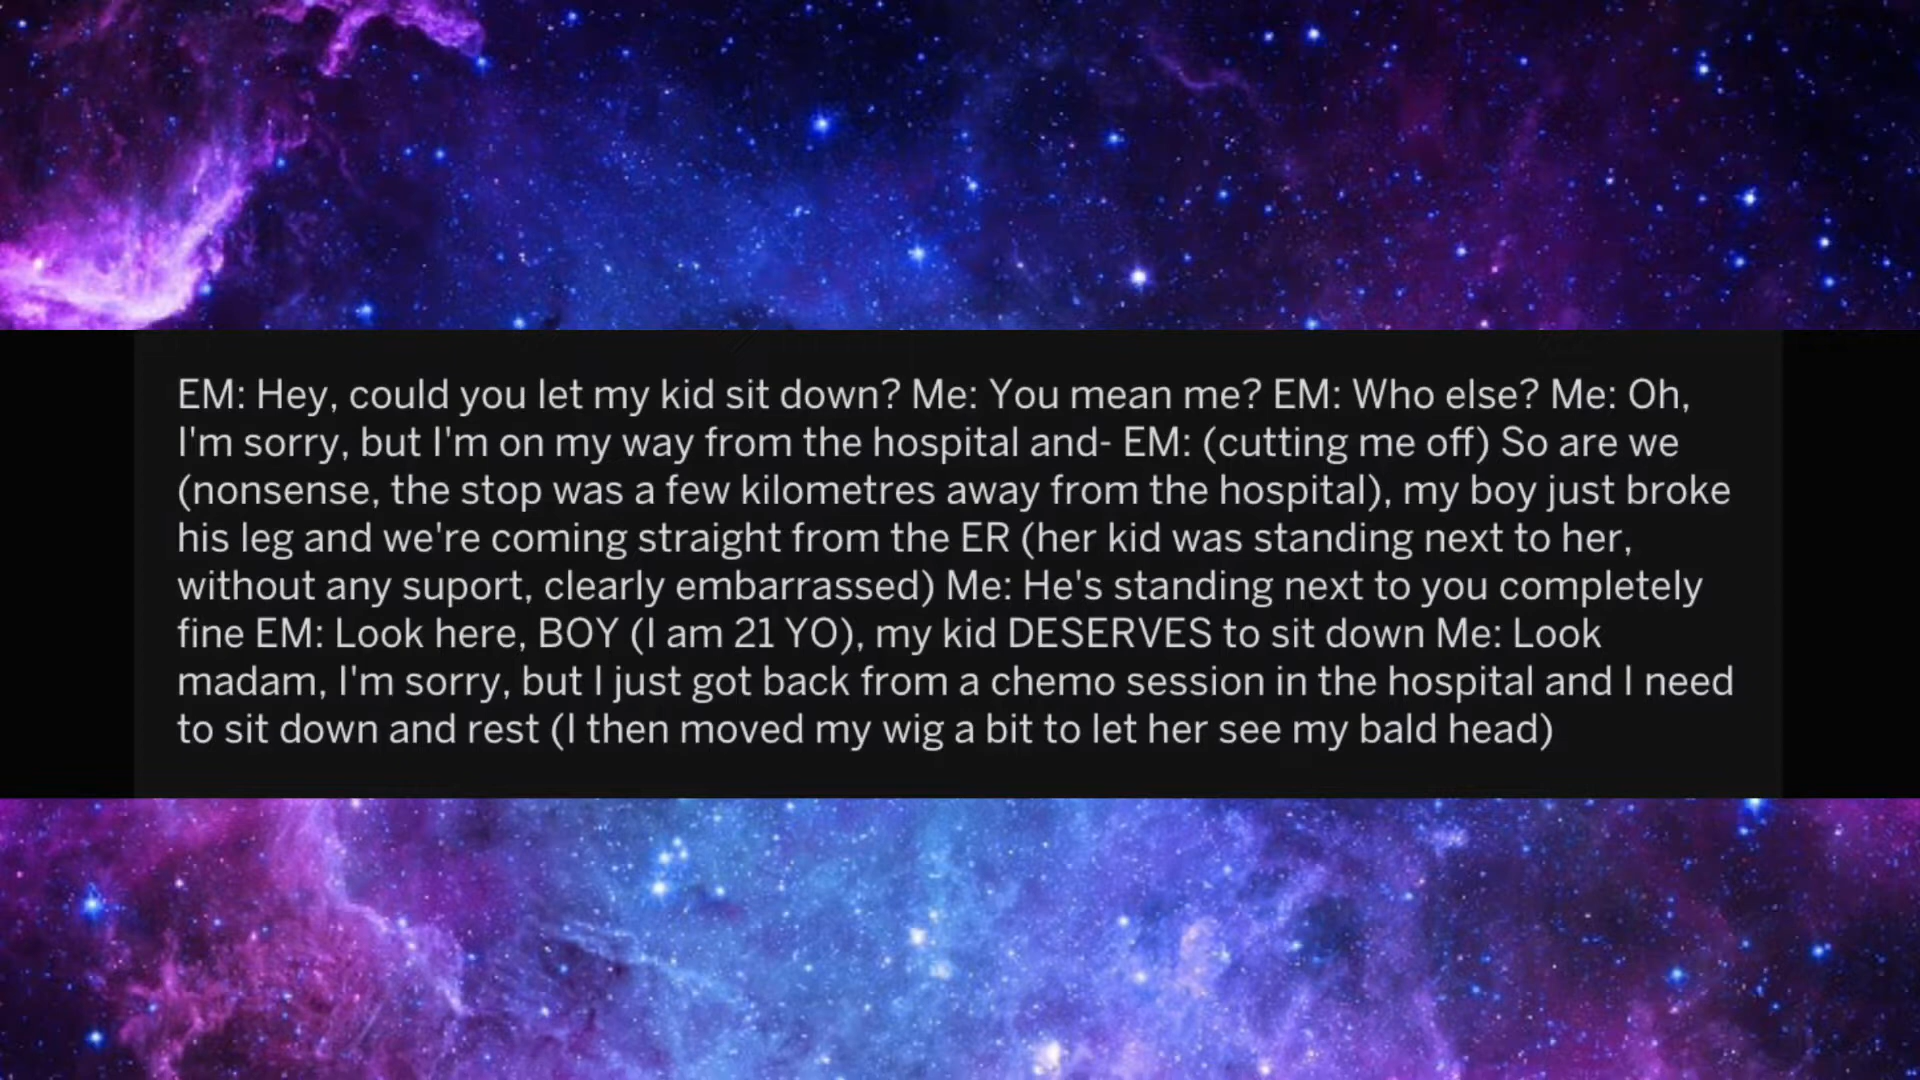 EM: Hey, could you let my kid sit down? Me: You mean me? EM: Who else? Me: Oh,
I'm sorry, but I'm on my way from the hospital and- EM: (cutting me off) So are we
(nonsense, the stop was a few kilometres away from the hospital), my boy just broke
his leg and we're coming straight from the ER (her kid was standing next to her,
without any suport, clearly embarrassed) Me: He's standing next to you completely
fine EM: Look here, BOY (I am 21 YO), my kid DESERVES to sit down Me: Look
madam, I'm sorry, but I just got back from a chemo session in the hospital and I need
to sit down and rest (I then moved my wig a bit to let her see my bald head)